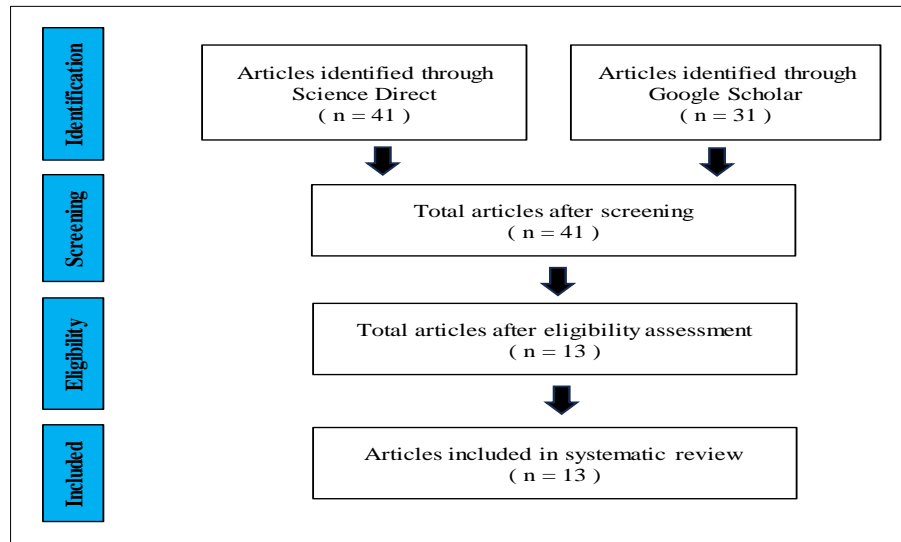 Identification
Articles identified through
Science Direct
( n = 41 )
Articles identified through
Google Scholar
( n = 31 )
Screening
Total articles after screening
( n = 41 )
Eligibility
Total articles after eligibility assessment
( n = 13 )
Included
Articles included in systematic review
( n = 13 )